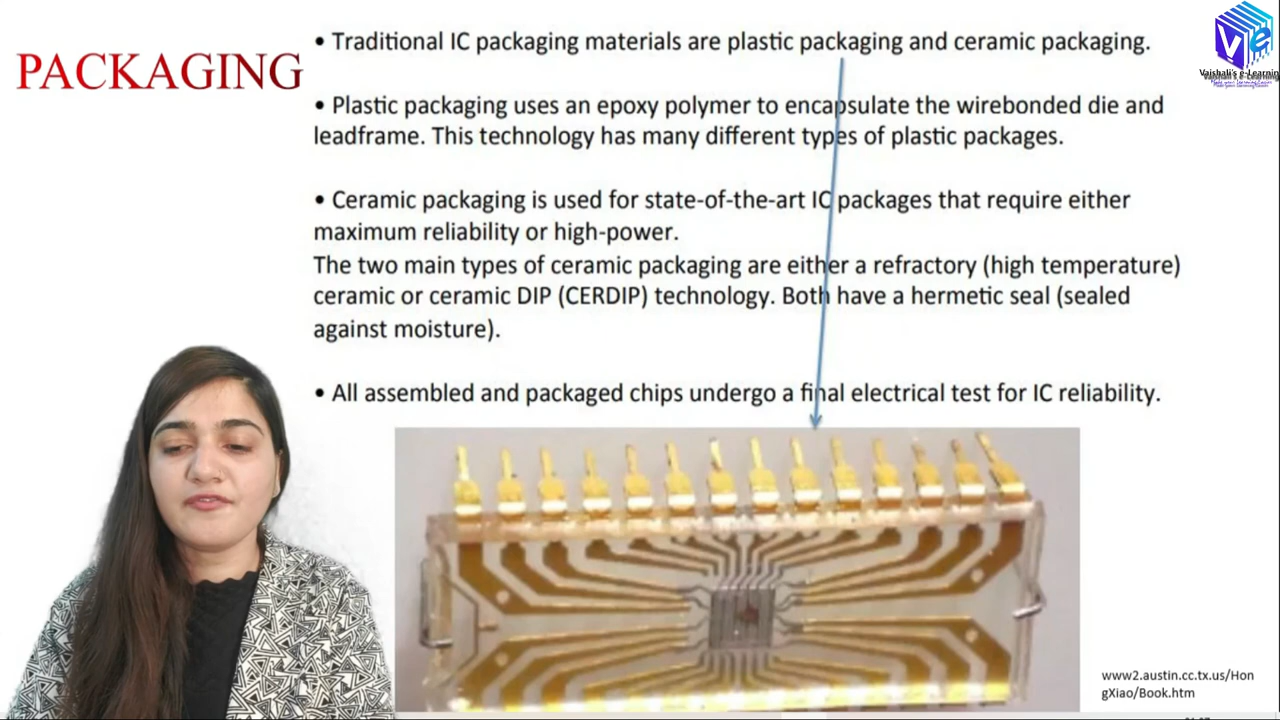 PACKAGING
• Traditional IC packaging materials are plastic packaging and ceramic packaging.
• Plastic packaging uses an epoxy polymer to encapsulate the wirebonded die and
leadframe. This technology has many different types of plastic packages.
• Ceramic packaging is used for state-of-the-art IC packages that require either
maximum reliability or high-power.
The two main types of ceramic packaging are either a refractory (high temperature)
ceramic or ceramic DIP (CERDIP) technology. Both have a hermetic seal (sealed
against moisture).
• All assembled and packaged chips undergo a final electrical test for IC reliability.
www2.austin.cc.tx.us/Hon
gXiao/Book.htm
Ve
Vaishali's e-Learning